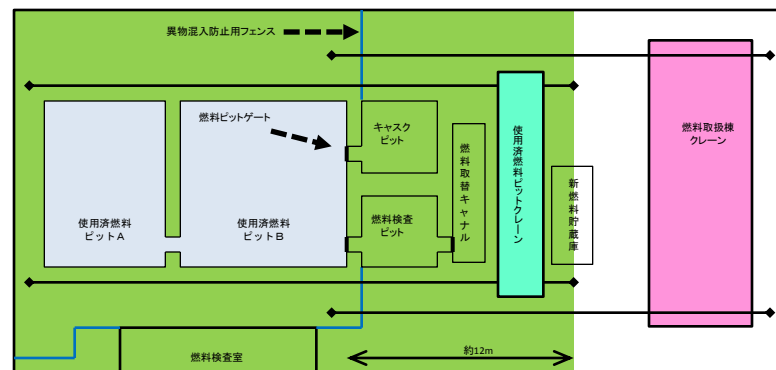 異物混入防止用フェンス
燃料ピットゲート
キャスク
ピット
燃料取替キャナル
使用済燃料ピットクレーン
燃料取扱棟
クレーン
新燃料貯蔵庫
使用済燃料
ピットA
使用済燃料
ピットB
燃料検査
ピット
約12m
燃料検査室